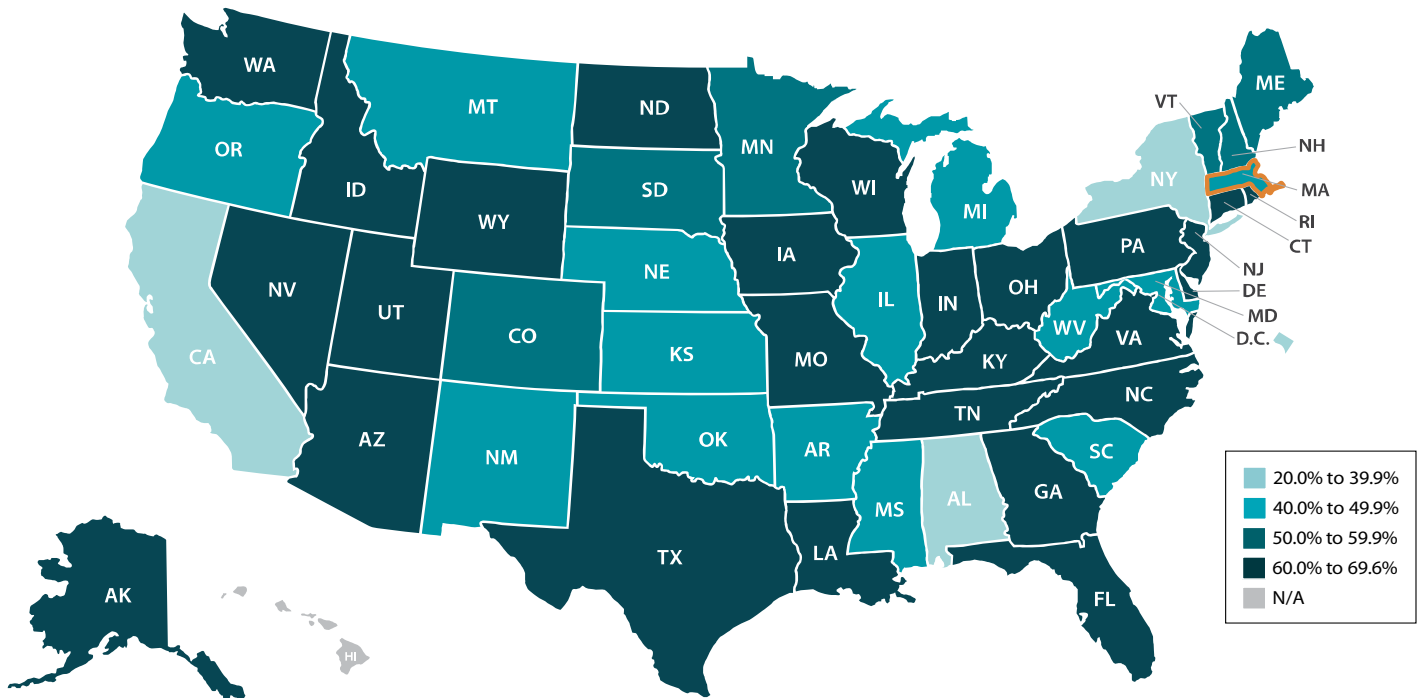 WA
MT
ND
MN
ME
VT
NH
MA
RI
CT
OR
ID
WY
SD
WI
MI
NY
PA
NJ
DE
MD
D.C.
NV
UT
CO
NE
IA
IL
IN
OH
WV
VA
CA
KS
MO
KY
AZ
NM
OK
AR
TN
NC
SC
TX
LA
MS
AL
GA
FL
AK
HI
20.0% to 39.9%
40.0% to 49.9%
50.0% to 59.9%
60.0% to 69.6%
N/A